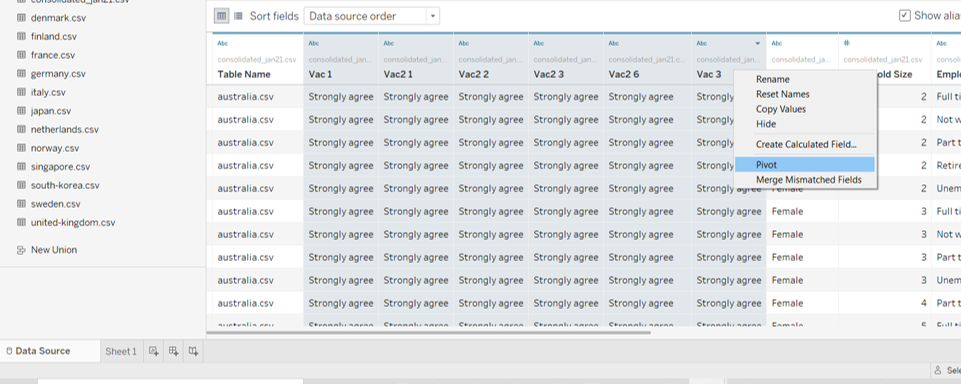 consolidated_jan21.csv
denmark.csv
finland.csv
france.csv
germany.csv
italy.csv
japan.csv
netherlands.csv
norway.csv
singapore.csv
south-korea.csv
sweden.csv
united-kingdom.csv
New Union
Sort fields Data source order Show alia
Abc Abc Abc Abc Abc Abc Abc Abc # Abc
consolidated_jan21.csv consolidated_jan... consolidated_jan... consolidated_ja... consolidated_ja... consolidated_jan21.c... consolidated_ja... consolidated_ja... consolidated_jan21.csv consolida
Table Name Vac 1 Vac2 1 Vac2 2 Vac2 3 Vac2 6 Vac 3 old Size Emplo
australia.csv Strongly agree Strongly agree Strongly agree Strongly agree Strongly agree Strongly 2 Full ti
australia.csv Strongly agree Strongly agree Strongly agree Strongly agree Strongly agree Strongly 2 Not w
australia.csv Strongly agree Strongly agree Strongly agree Strongly agree Strongly agree Strongly 2 Part t
australia.csv Strongly agree Strongly agree Strongly agree Strongly agree Strongly agree Strongly 2 Retire
australia.csv Strongly agree Strongly agree Strongly agree Strongly agree Strongly agree Strongly agree Female 2 Unem
australia.csv Strongly agree Strongly agree Strongly agree Strongly agree Strongly agree Strongly agree Female 3 Full ti
australia.csv Strongly agree Strongly agree Strongly agree Strongly agree Strongly agree Strongly agree Female 3 Not w
australia.csv Strongly agree Strongly agree Strongly agree Strongly agree Strongly agree Strongly agree Female 3 Part t
australia.csv Strongly agree Strongly agree Strongly agree Strongly agree Strongly agree Strongly agree Female 3 Unem
australia.csv Strongly agree Strongly agree Strongly agree Strongly agree Strongly agree Strongly agree Female 4 Part t
australia.csv Strongly agree Strongly agree Strongly agree Strongly agree Strongly agree Strongly agree Female 5 Full ti
Rename
Reset Names
Copy Values
Hide
Create Calculated Field...
Pivot
Merge Mismatched Fields
Data Source Sheet 1
Sele